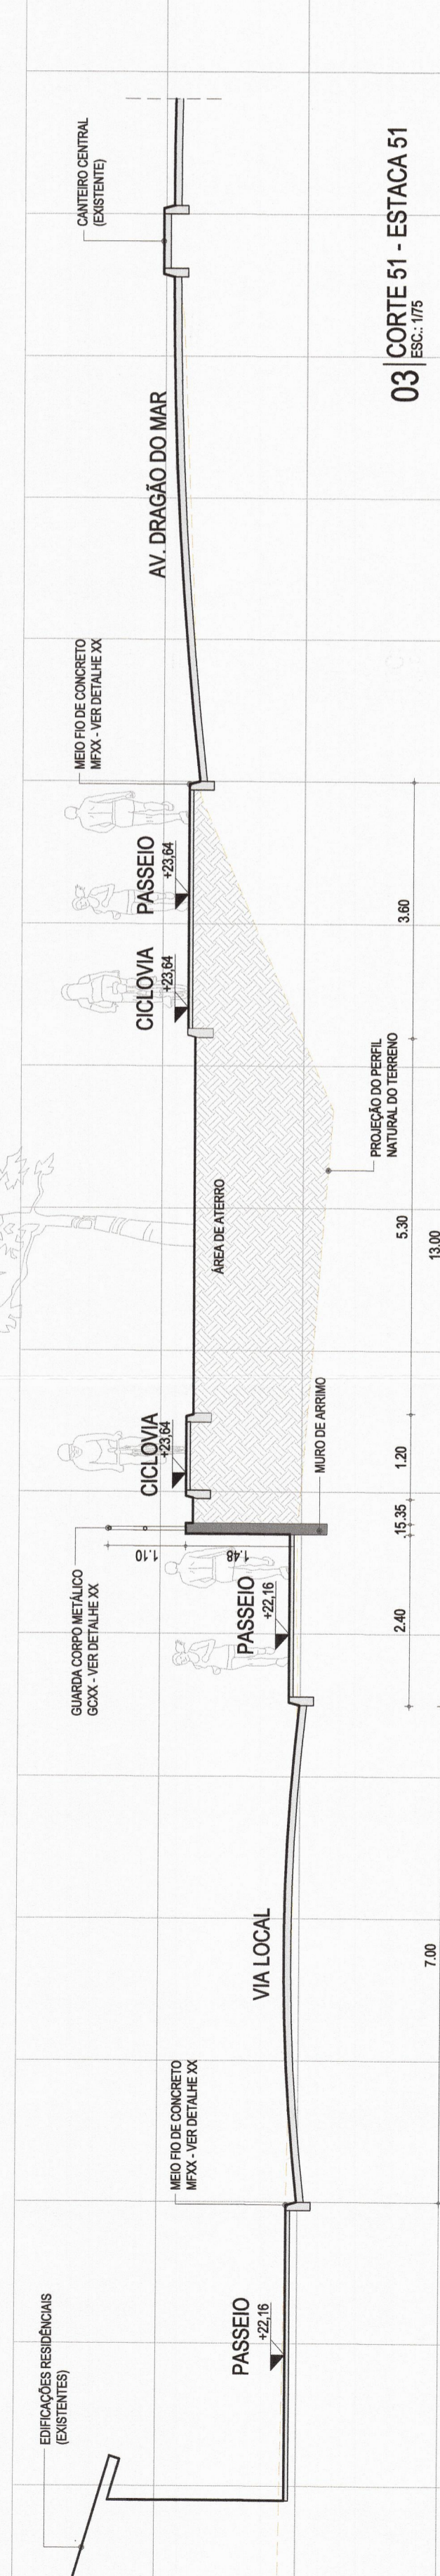 EDIFICAÇÕES RESIDÊNCIAIS
(EXISTENTES)
PASSEIO
+22,16
MEIO FIO DE CONCRETO
MFXX - VER DETALHE XX
VIA LOCAL
7.00
GUARDA CORPO METÁLICO
GCXX - VER DETALHE XX
PASSEIO
+22,16
1.10
1.48
2.40
.15
.35
1.20
5.30
3.60
13.00
CICLOVIA
+23,64
MURO DE ARRIMO
ÁREA DE ATERRO
PROJEÇÃO DO PERFIL
NATURAL DO TERRENO
CICLOVIA
+23,64
PASSEIO
+23,64
MEIO FIO DE CONCRETO
MFXX - VER DETALHE XX
AV. DRAGÃO DO MAR
CANTEIRO CENTRAL
(EXISTENTE)
03 CORTE 51 - ESTACA 51
ESC.: 1/75